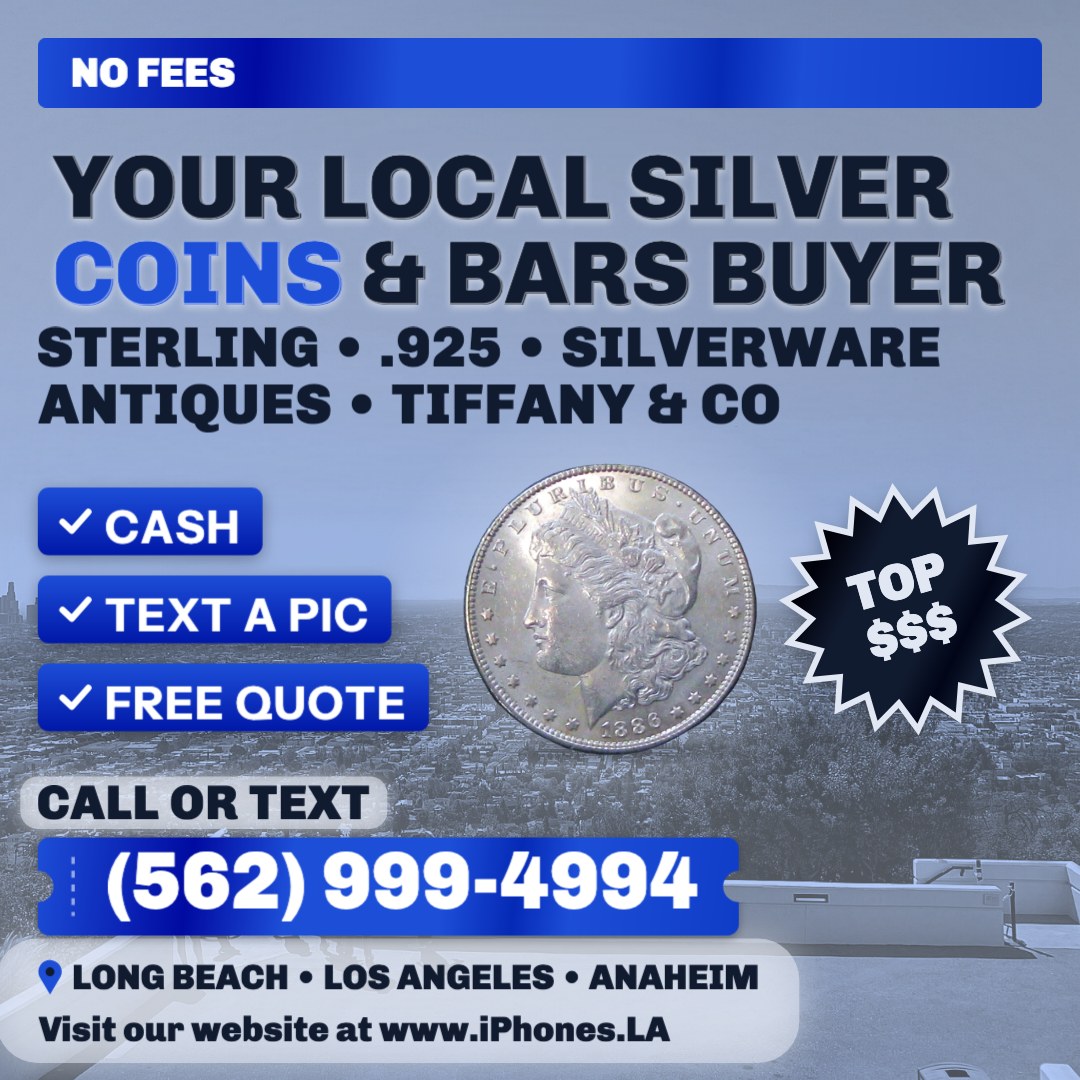 NO FEES
YOUR LOCAL SILVER
COINS & BARS BUYER
STERLING • .925 • SILVERWARE
ANTIQUES • TIFFANY & CO
✓ CASH
✓ TEXT A PIC
✓ FREE QUOTE
E·PLURIBUS·UNUM
1886
TOP
$$$
CALL OR TEXT
(562) 999-4994
LONG BEACH • LOS ANGELES • ANAHEIM
Visit our website at www.iPhones.LA